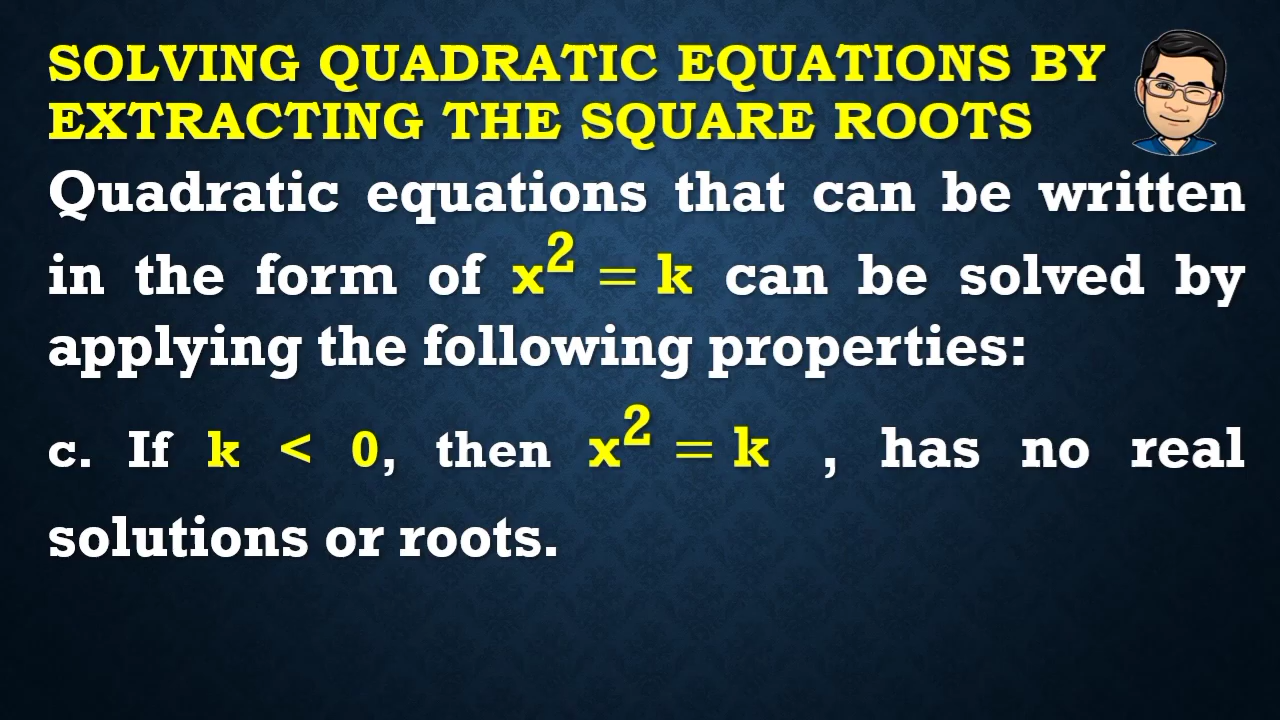 SOLVING QUADRATIC EQUATIONS BY
EXTRACTING THE SQUARE ROOTS
Quadratic equations that can be written
in the form of x² = k can be solved by
applying the following properties:
c. If k < 0, then x² = k , has no real
solutions or roots.